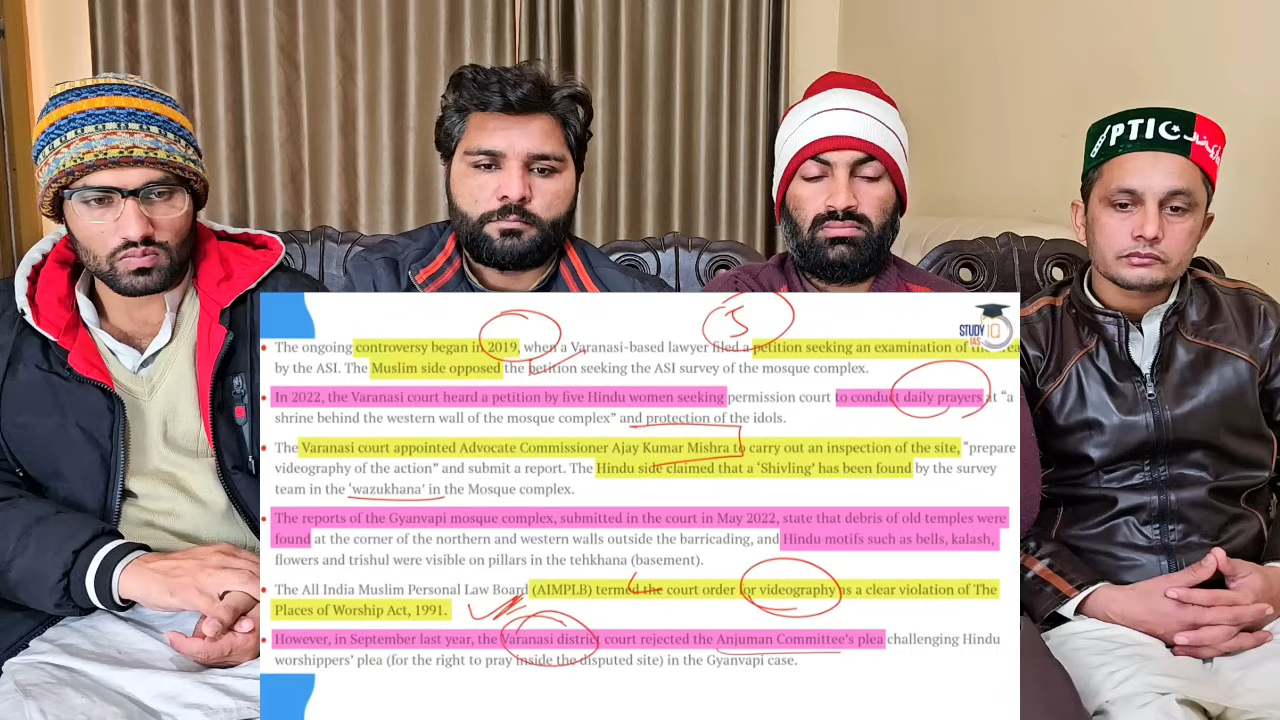 PTI
5
STUDY IQ
IAS
The ongoing controversy began in 2019, when a Varanasi-based lawyer filed a petition seeking an examination of the area
by the ASI. The Muslim side opposed the petition seeking the ASI survey of the mosque complex.
In 2022, the Varanasi court heard a petition by five Hindu women seeking permission court to conduct daily prayers at “a
shrine behind the western wall of the mosque complex” and protection of the idols.
The Varanasi court appointed Advocate Commissioner Ajay Kumar Mishra to carry out an inspection of the site, “prepare
videography of the action” and submit a report. The Hindu side claimed that a ‘Shivling’ has been found by the survey
team in the ‘wazukhana’ in the Mosque complex.
The reports of the Gyanvapi mosque complex, submitted in the court in May 2022, state that debris of old temples were
found at the corner of the northern and western walls outside the barricading, and Hindu motifs such as bells, kalash,
flowers and trishul were visible on pillars in the tehkhana (basement).
The All India Muslim Personal Law Board (AIMPLB) termed the court order for videography as a clear violation of The
Places of Worship Act, 1991.
However, in September last year, the Varanasi district court rejected the Anjuman Committee’s plea challenging Hindu
worshippers’ plea (for the right to pray inside the disputed site) in the Gyanvapi case.